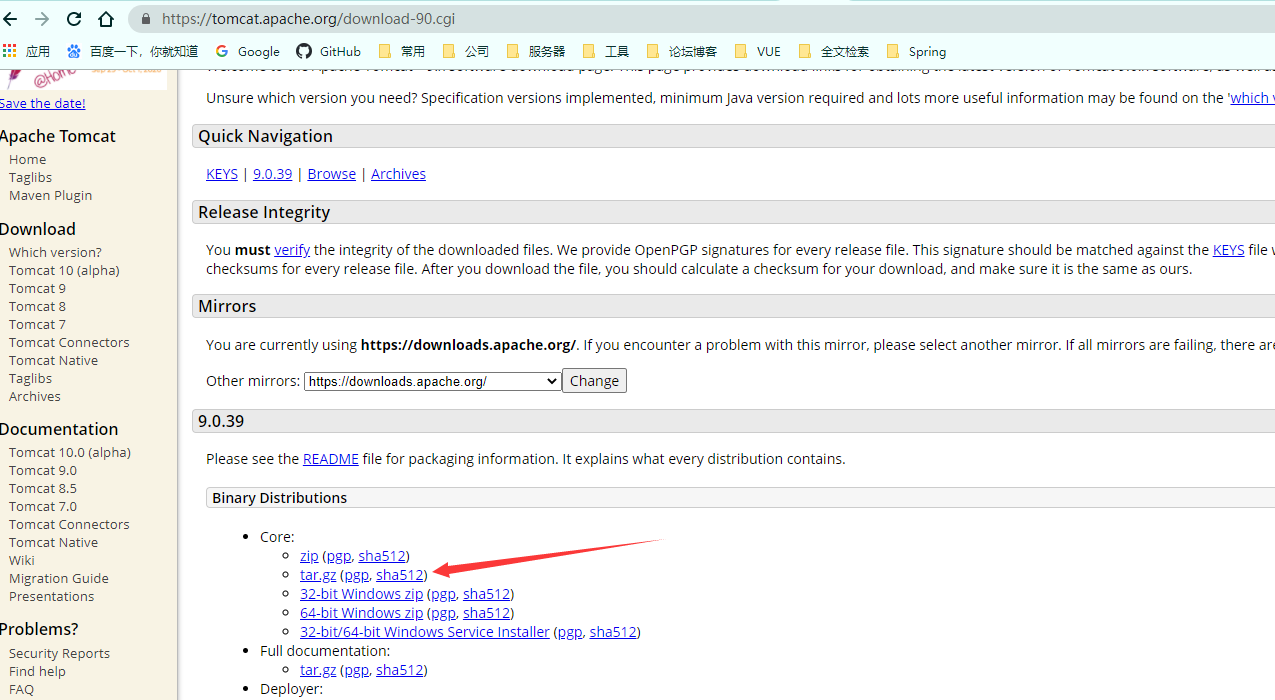 https://tomcat.apache.org/download-90.cgi
应用 百度一下，你就知道 Google GitHub 常用 公司 服务器 工具 论坛博客 VUE 全文检索 Spring
@Home
Save the date!
Apache Tomcat
Home
Taglibs
Maven Plugin
Download
Which version?
Tomcat 10 (alpha)
Tomcat 9
Tomcat 8
Tomcat 7
Tomcat Connectors
Tomcat Native
Taglibs
Archives
Documentation
Tomcat 10.0 (alpha)
Tomcat 9.0
Tomcat 8.5
Tomcat 7.0
Tomcat Connectors
Tomcat Native
Wiki
Migration Guide
Presentations
Problems?
Security Reports
Find help
FAQ
Unsure which version you need? Specification versions implemented, minimum Java version required and lots more useful information may be found on the 'which v
Quick Navigation
KEYS | 9.0.39 | Browse | Archives
Release Integrity
You must verify the integrity of the downloaded files. We provide OpenPGP signatures for every release file. This signature should be matched against the KEYS file
checksums for every release file. After you download the file, you should calculate a checksum for your download, and make sure it is the same as ours.
Mirrors
You are currently using https://downloads.apache.org/. If you encounter a problem with this mirror, please select another mirror. If all mirrors are failing, there are
Other mirrors: https://downloads.apache.org/ Change
9.0.39
Please see the README file for packaging information. It explains what every distribution contains.
Binary Distributions
• Core:
zip (pgp, sha512)
tar.gz (pgp, sha512)
32-bit Windows zip (pgp, sha512)
64-bit Windows zip (pgp, sha512)
32-bit/64-bit Windows Service Installer (pgp, sha512)
• Full documentation:
tar.gz (pgp, sha512)
• Deployer: